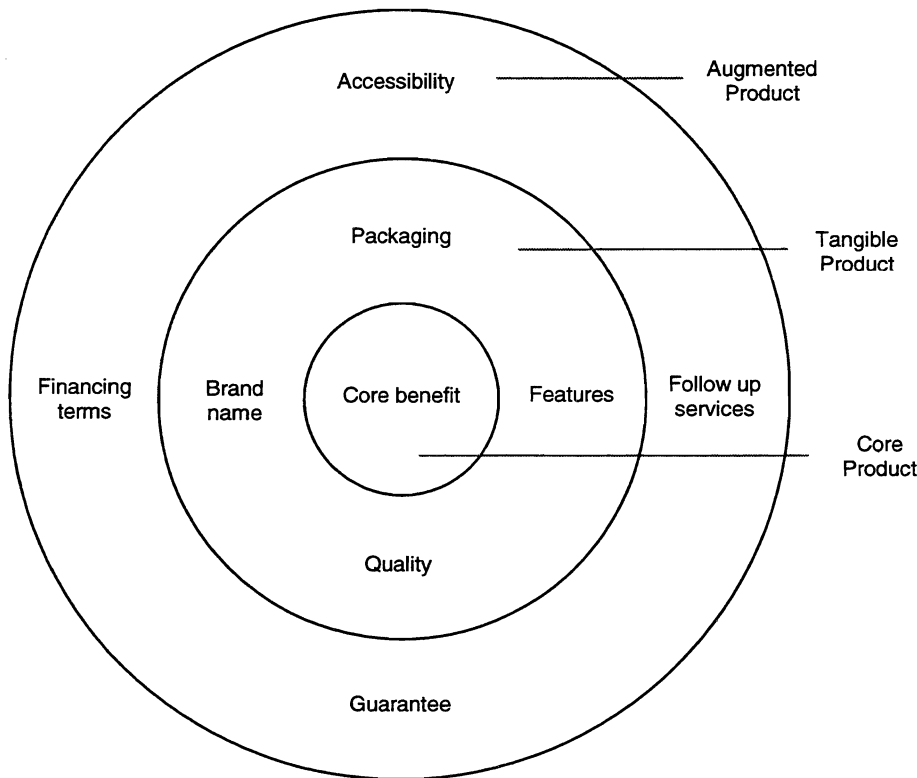 Accessibility
Augmented
Product
Packaging
Tangible
Product
Financing
terms
Brand
name
Core benefit
Features
Follow up
services
Core
Product
Quality
Guarantee